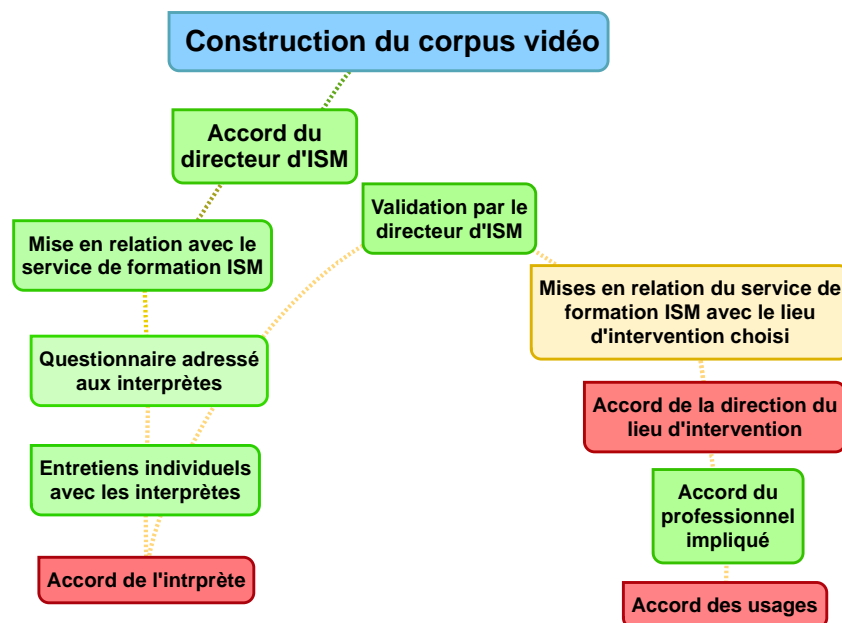 Construction du corpus vidéo
Accord du
directeur d'ISM
Mise en relation avec le
service de formation ISM
Questionnaire adressé
aux interprètes
Entretiens individuels
avec les interprètes
Accord de l'intrprète
Validation par le
directeur d'ISM
Mises en relation du service de
formation ISM avec le lieu
d'intervention choisi
Accord de la direction du
lieu d'intervention
Accord du
professionnel
impliqué
Accord des usages